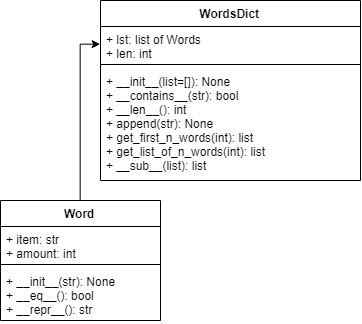 WordsDict
+ lst: list of Words
+ len: int
+ __init__(list=[]): None
+ __contains__(str): bool
+ __len__(): int
+ append(str): None
+ get_first_n_words(int): list
+ get_list_of_n_words(int): list
+ __sub__(list): list
Word
+ item: str
+ amount: int
+ __init__(str): None
+ __eq__(): bool
+ __repr__(): str